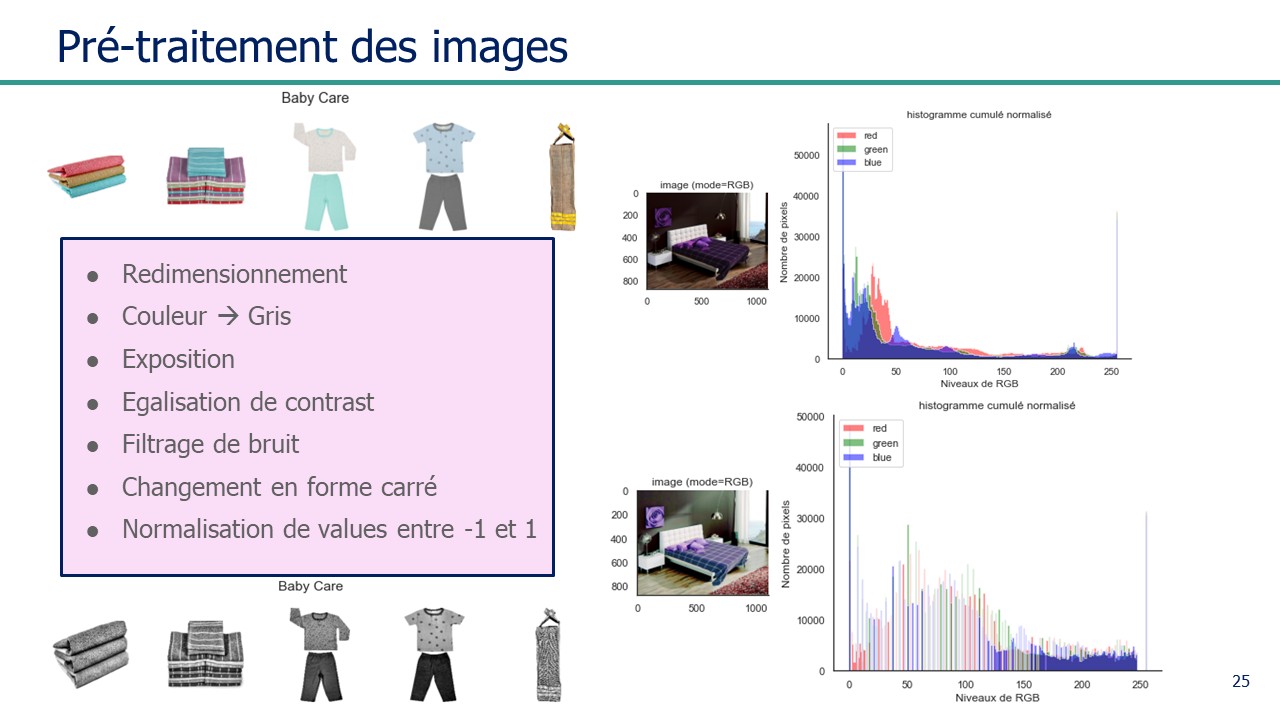 Pré-traitement des images
Baby Care
● Redimensionnement
● Couleur → Gris
● Exposition
● Egalisation de contrast
● Filtrage de bruit
● Changement en forme carré
● Normalisation de values entre -1 et 1
Baby Care
image (mode=RGB)
0
200
400
600
800
0 500 1000
histogramme cumulé normalisé
red
green
blue
Nombre de pixels
50000
40000
30000
20000
10000
0
0 50 100 150 200 250
Niveaux de RGB
image (mode=RGB)
0
200
400
600
800
0 500 1000
histogramme cumulé normalisé
red
green
blue
Nombre de pixels
50000
40000
30000
20000
10000
0
0 50 100 150 200 250
Niveaux de RGB
25